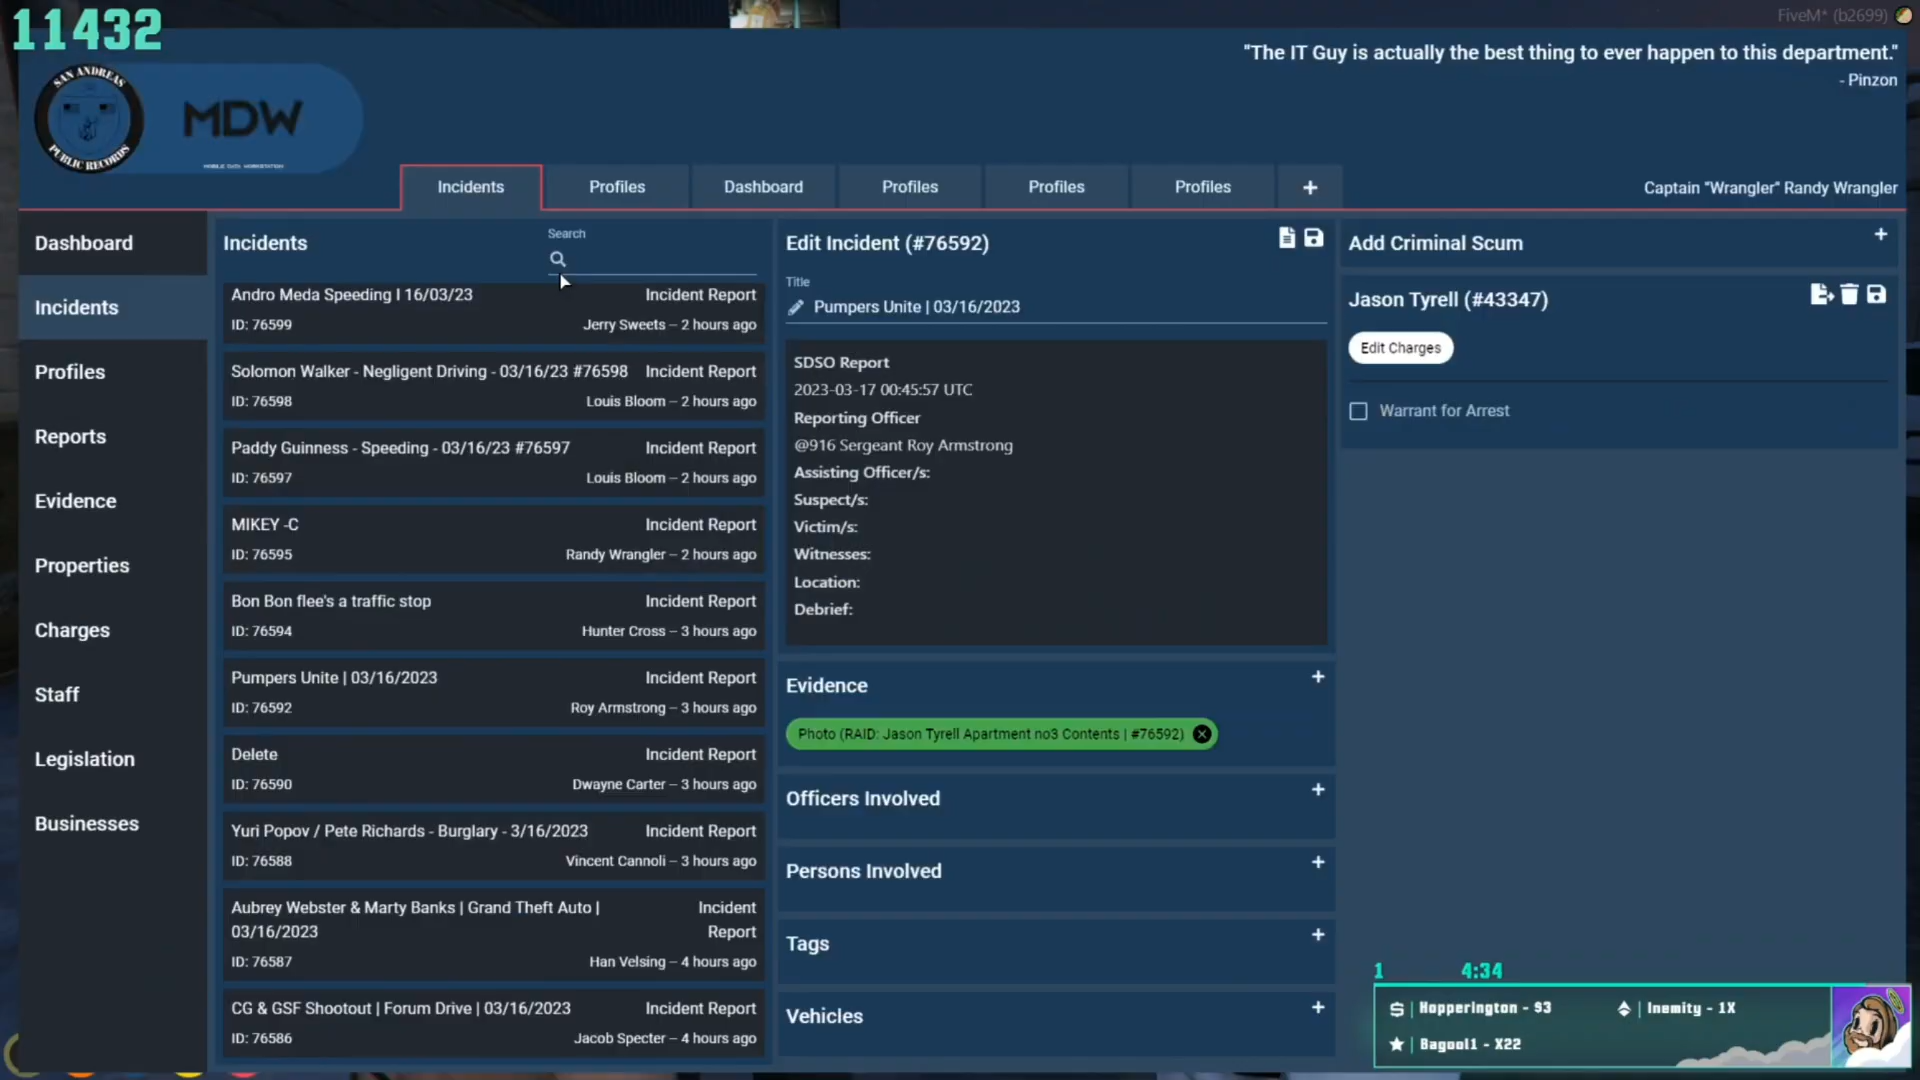 11432
FiveM* (b2699)
"The IT Guy is actually the best thing to ever happen to this department."
- Pinzon
SAN ANDREAS
PUBLIC RECORDS
MDW
MOBILE DATA WORKSTATION
Incidents
Profiles
Dashboard
Profiles
Profiles
Profiles
+
Captain "Wrangler" Randy Wrangler
Dashboard
Incidents
Profiles
Reports
Evidence
Properties
Charges
Staff
Legislation
Businesses
Incidents
Search
Andro Meda Speeding I 16/03/23 Incident Report
ID: 76599 Jerry Sweets – 2 hours ago
Solomon Walker - Negligent Driving - 03/16/23 #76598 Incident Report
ID: 76598 Louis Bloom – 2 hours ago
Paddy Guinness - Speeding - 03/16/23 #76597 Incident Report
ID: 76597 Louis Bloom – 2 hours ago
MIKEY -C Incident Report
ID: 76595 Randy Wrangler – 2 hours ago
Bon Bon flee's a traffic stop Incident Report
ID: 76594 Hunter Cross – 3 hours ago
Pumpers Unite | 03/16/2023 Incident Report
ID: 76592 Roy Armstrong – 3 hours ago
Delete Incident Report
ID: 76590 Dwayne Carter – 3 hours ago
Yuri Popov / Pete Richards - Burglary - 3/16/2023 Incident Report
ID: 76588 Vincent Cannoli – 3 hours ago
Aubrey Webster & Marty Banks | Grand Theft Auto | Incident
03/16/2023 Report
ID: 76587 Han Velsing – 4 hours ago
CG & GSF Shootout | Forum Drive | 03/16/2023 Incident Report
ID: 76586 Jacob Specter – 4 hours ago
Edit Incident (#76592)
Title
Pumpers Unite | 03/16/2023
SDSO Report
2023-03-17 00:45:57 UTC
Reporting Officer
@916 Sergeant Roy Armstrong
Assisting Officer/s:
Suspect/s:
Victim/s:
Witnesses:
Location:
Debrief:
Evidence +
Photo (RAID: Jason Tyrell Apartment no3 Contents | #76592)
Officers Involved +
Persons Involved +
Tags +
Vehicles +
Add Criminal Scum +
Jason Tyrell (#43347)
Edit Charges
Warrant for Arrest
1 4:34
$ | Hopperington - $3 | Inemity - 1X
| Bagool1 - X22